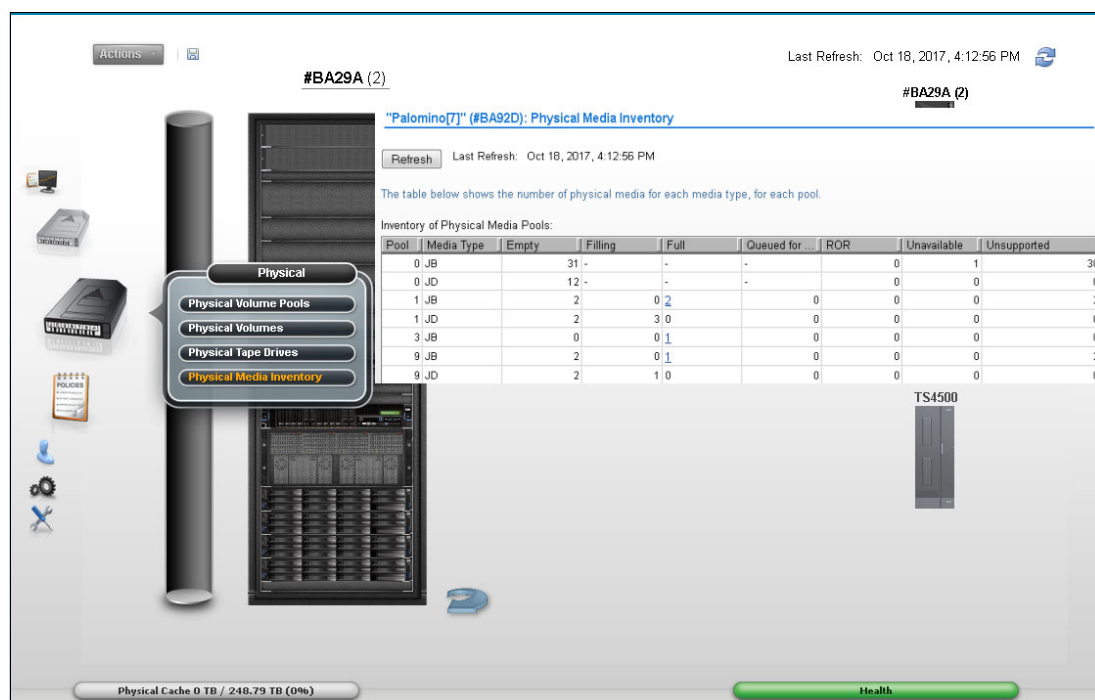 Actions
Last Refresh: Oct 18, 2017, 4:12:56 PM
#BA29A (2)
#BA29A (2)
"Palomino[7]" (#BA92D): Physical Media Inventory
Refresh Last Refresh: Oct 18, 2017, 4:12:56 PM
The table below shows the number of physical media for each media type, for each pool.
Inventory of Physical Media Pools:
Pool Media Type Empty Filling Full Queued for ... ROR Unavailable Unsupported
0 JB 31 - - - 0 1
0 JD 12 - - - 0 0
1 JB 2 0 2 0 0 0
1 JD 2 3 0 0 0 0
3 JB 0 0 1 0 0 0
9 JB 2 0 1 0 0 0
9 JD 2 1 0 0 0 0
Physical
Physical Volume Pools
Physical Volumes
Physical Tape Drives
Physical Media Inventory
POLICIES
TS4500
Physical Cache 0 TB / 248.79 TB (0%)
Health